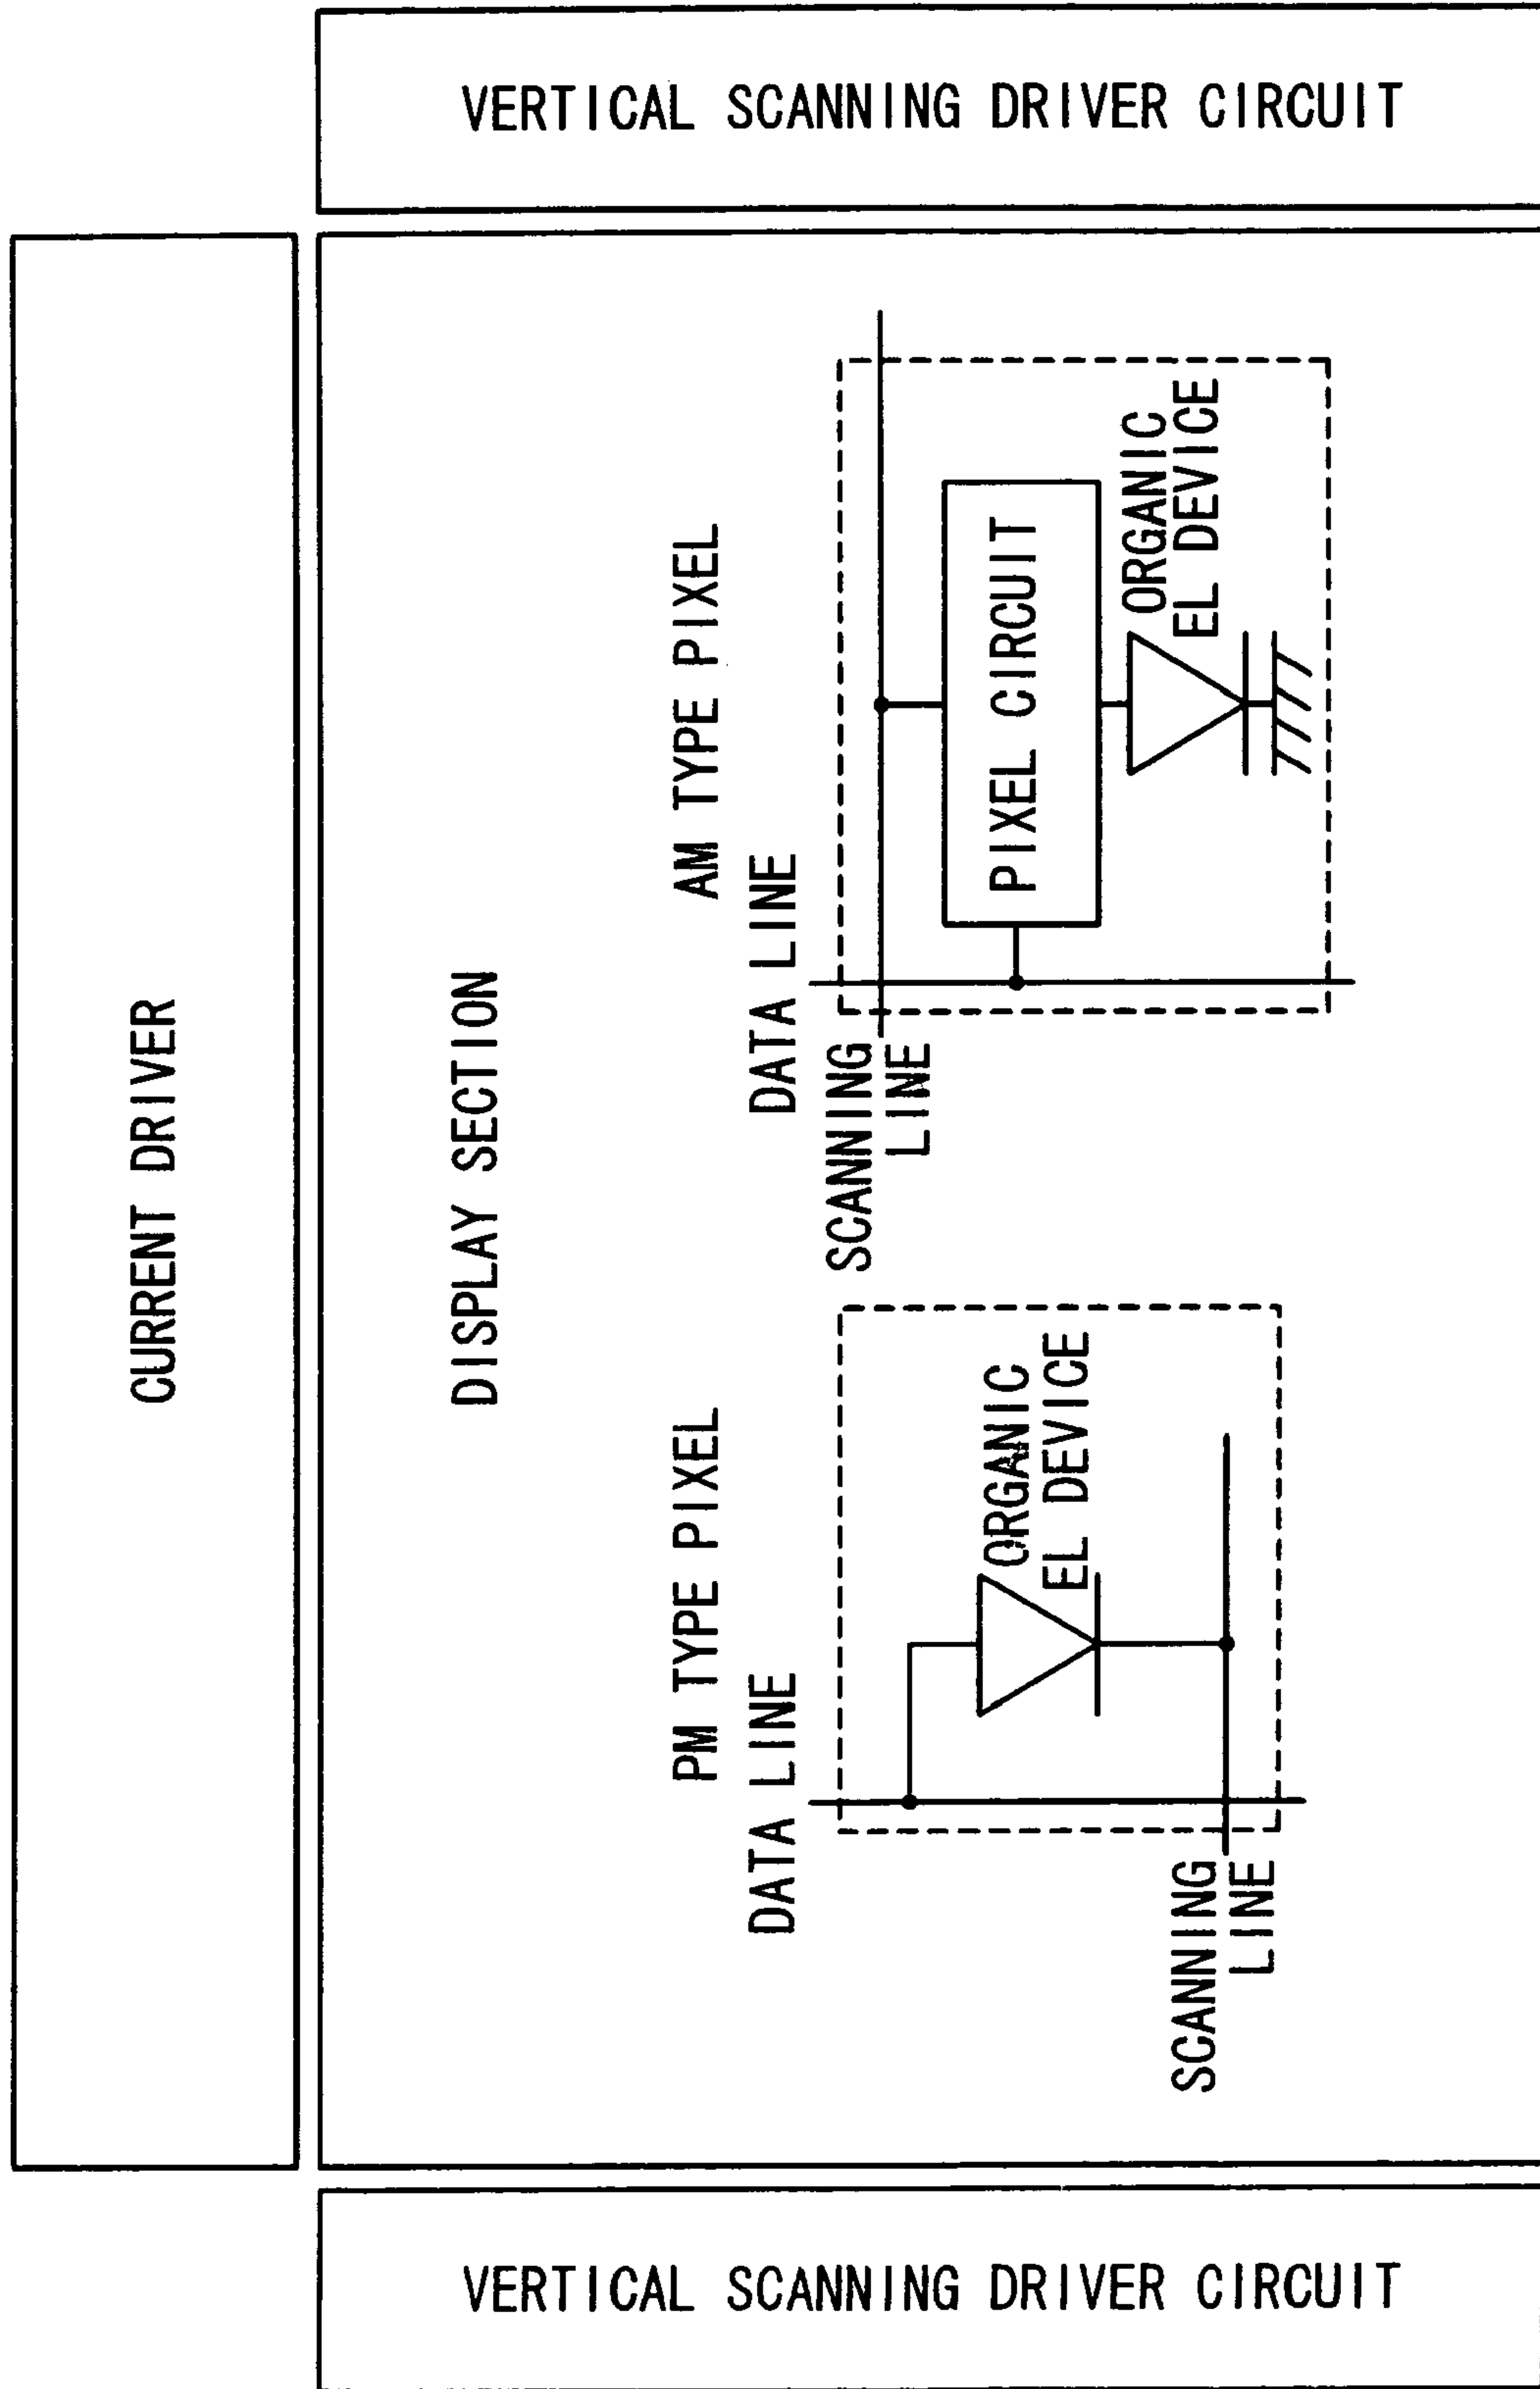 CURRENT DRIVER
VERTICAL SCANNING DRIVER CIRCUIT
DISPLAY SECTION
PM TYPE PIXEL
DATA LINE
ORGANIC
EL DEVICE
SCANNING
LINE
AM TYPE PIXEL
DATA LINE
SCANNING
LINE
PIXEL CIRCUIT
ORGANIC
EL DEVICE
VERTICAL SCANNING DRIVER CIRCUIT